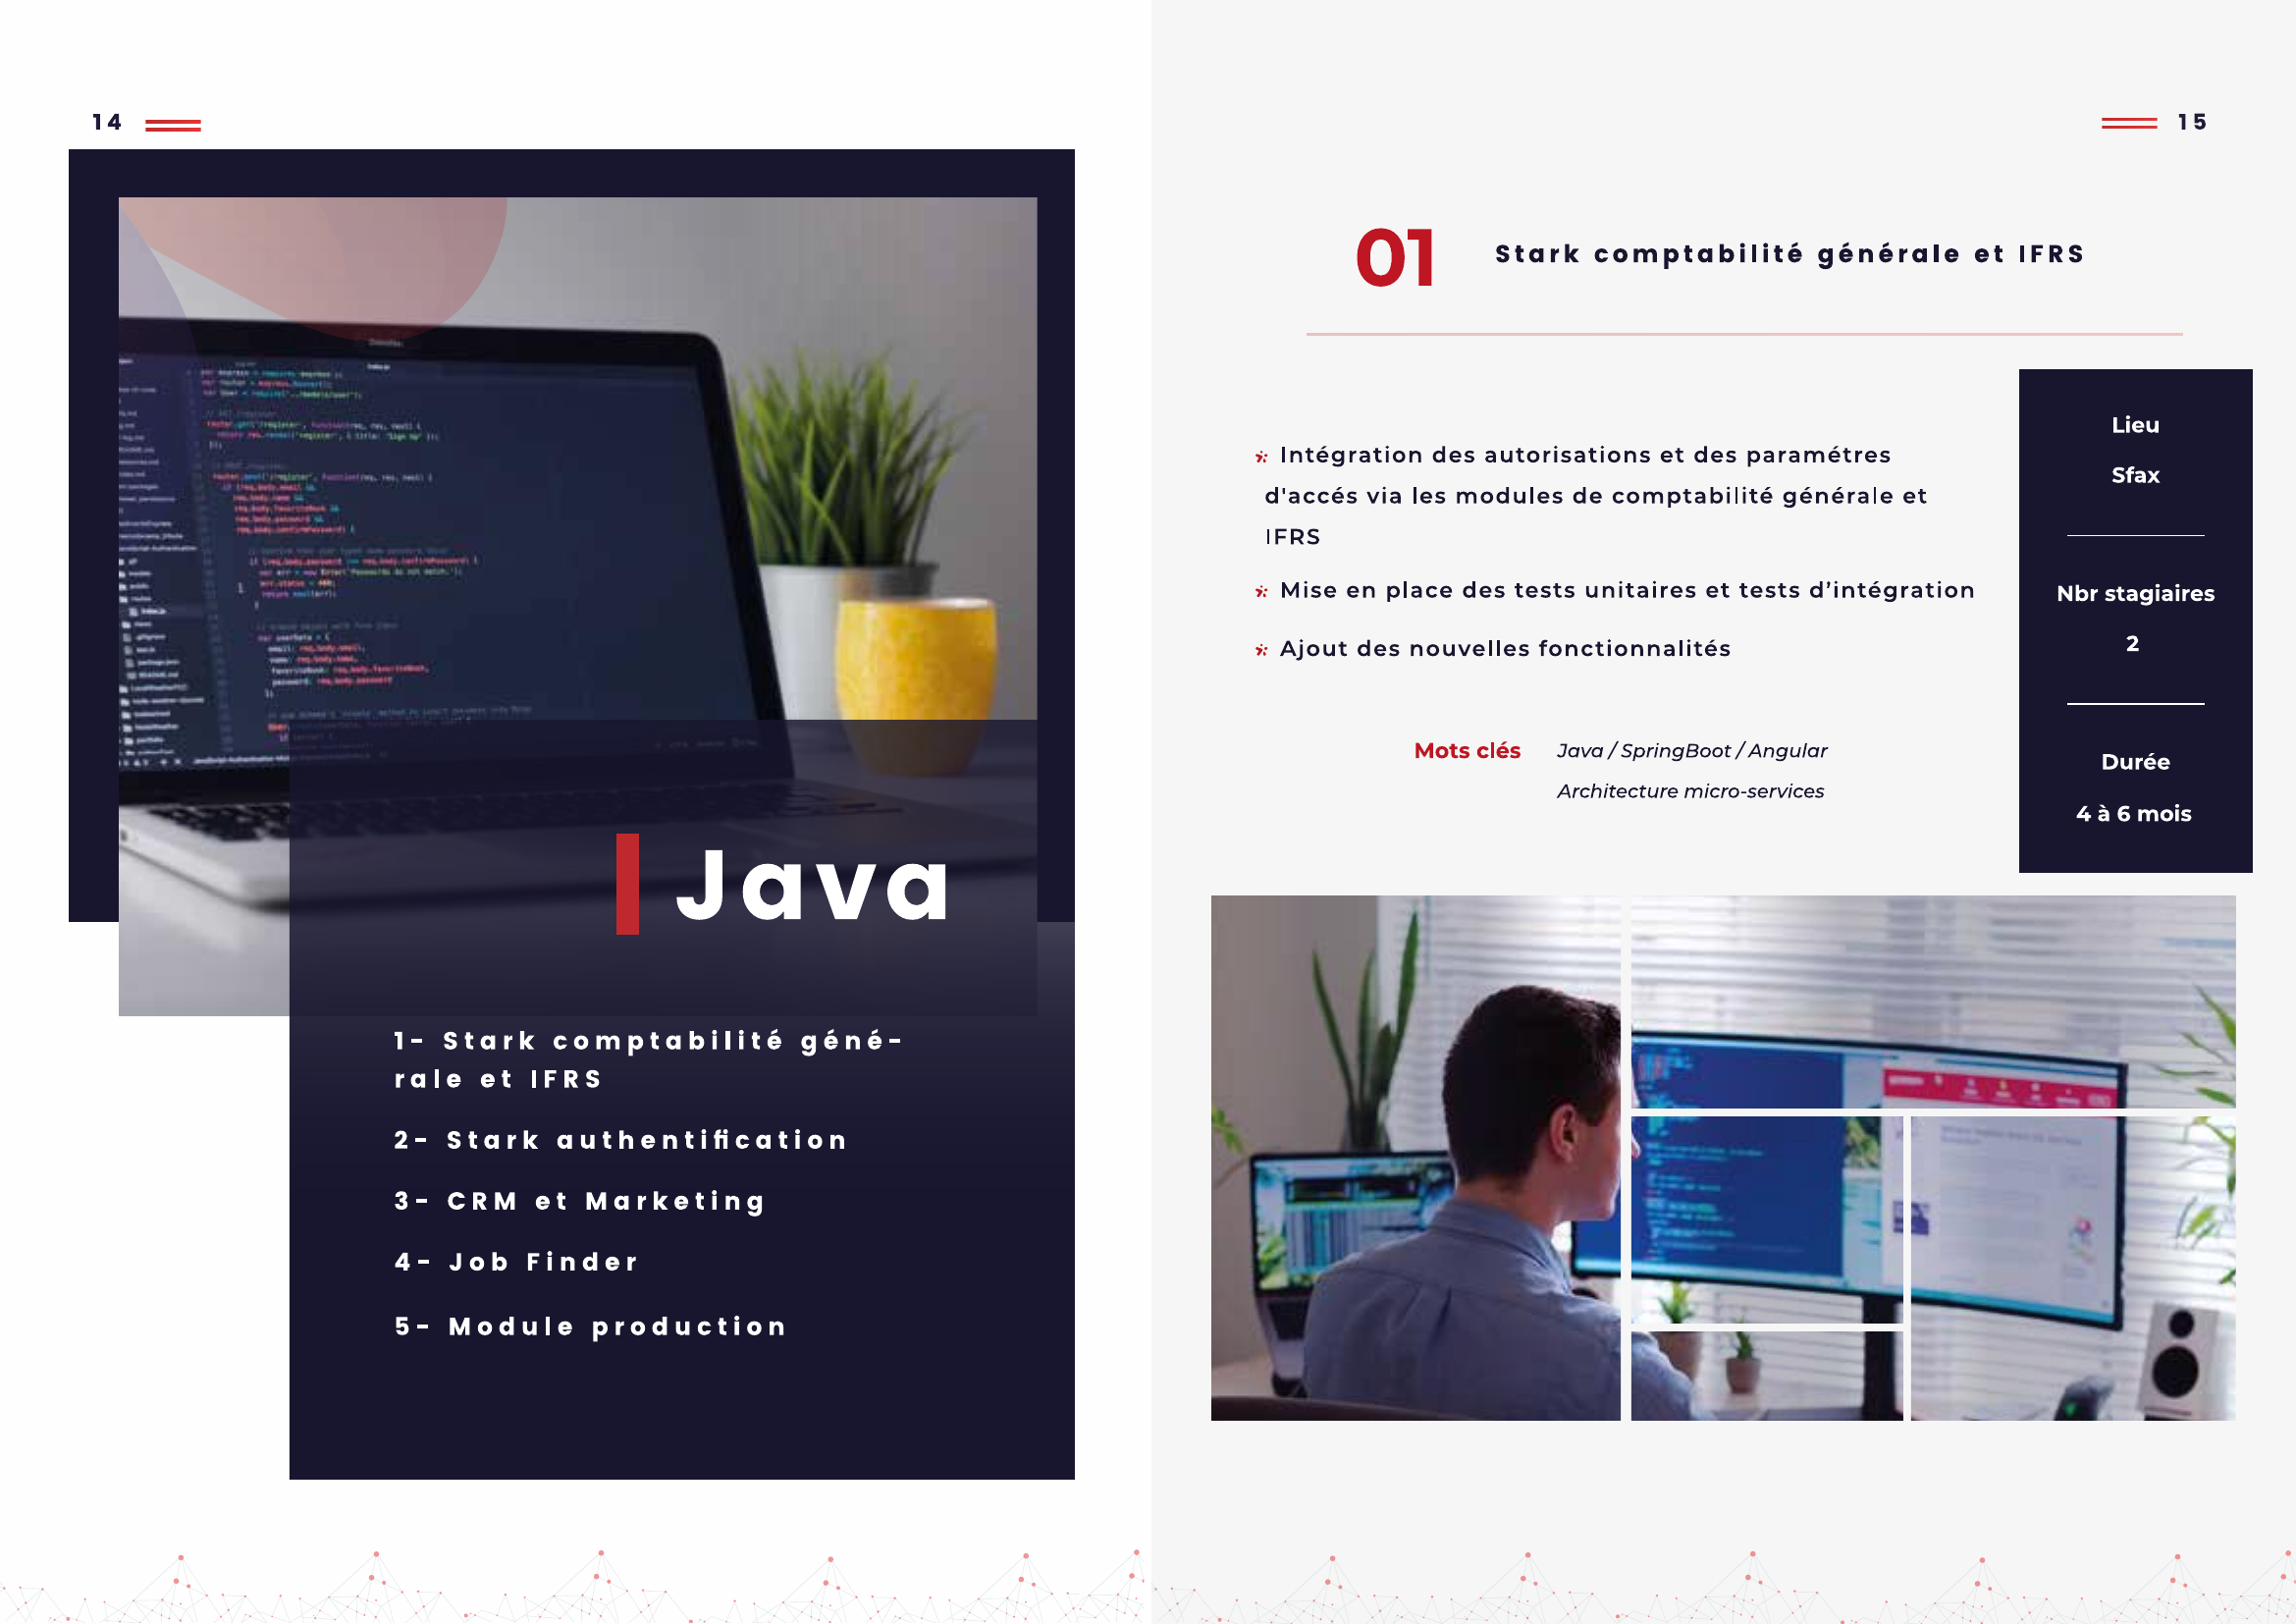 14
Java
1- Stark comptabilité géné-
rale et IFRS
2- Stark authentification
3- CRM et Marketing
4- Job Finder
5- Module production
15
01 Stark comptabilité générale et IFRS
Intégration des autorisations et des paramétres
d'accés via les modules de comptabilité générale et
IFRS
Mise en place des tests unitaires et tests d’intégration
Ajout des nouvelles fonctionnalités
Mots clés Java / SpringBoot / Angular
Architecture micro-services
Lieu
Sfax
Nbr stagiaires
2
Durée
4 à 6 mois